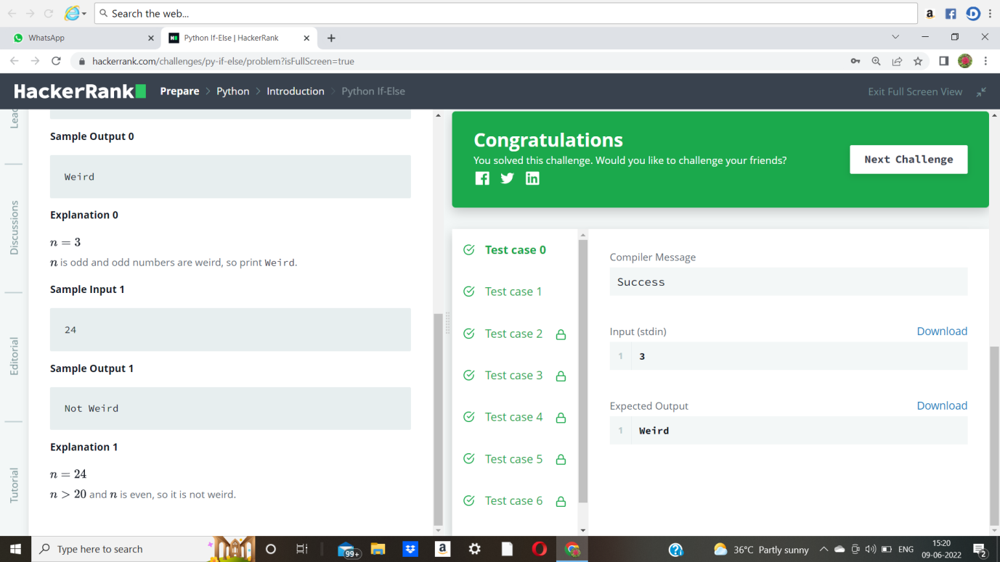 Search the web...
WhatsApp
Python If-Else | HackerRank
hackerrank.com/challenges/py-if-else/problem?isFullScreen=true
HackerRank
Prepare > Python > Introduction > Python If-Else
Exit Full Screen View
Discussions
Editorial
Tutorial
Sample Output 0
Weird
Explanation 0
n = 3
n is odd and odd numbers are weird, so print Weird.
Sample Input 1
24
Sample Output 1
Not Weird
Explanation 1
n = 24
n > 20 and n is even, so it is not weird.
Congratulations
You solved this challenge. Would you like to challenge your friends?
Next Challenge
Test case 0
Test case 1
Test case 2
Test case 3
Test case 4
Test case 5
Test case 6
Compiler Message
Success
Input (stdin)
Download
1 3
Expected Output
Download
1 Weird
Type here to search
99+
36°C Partly sunny
ENG
15:20
09-06-2022
2